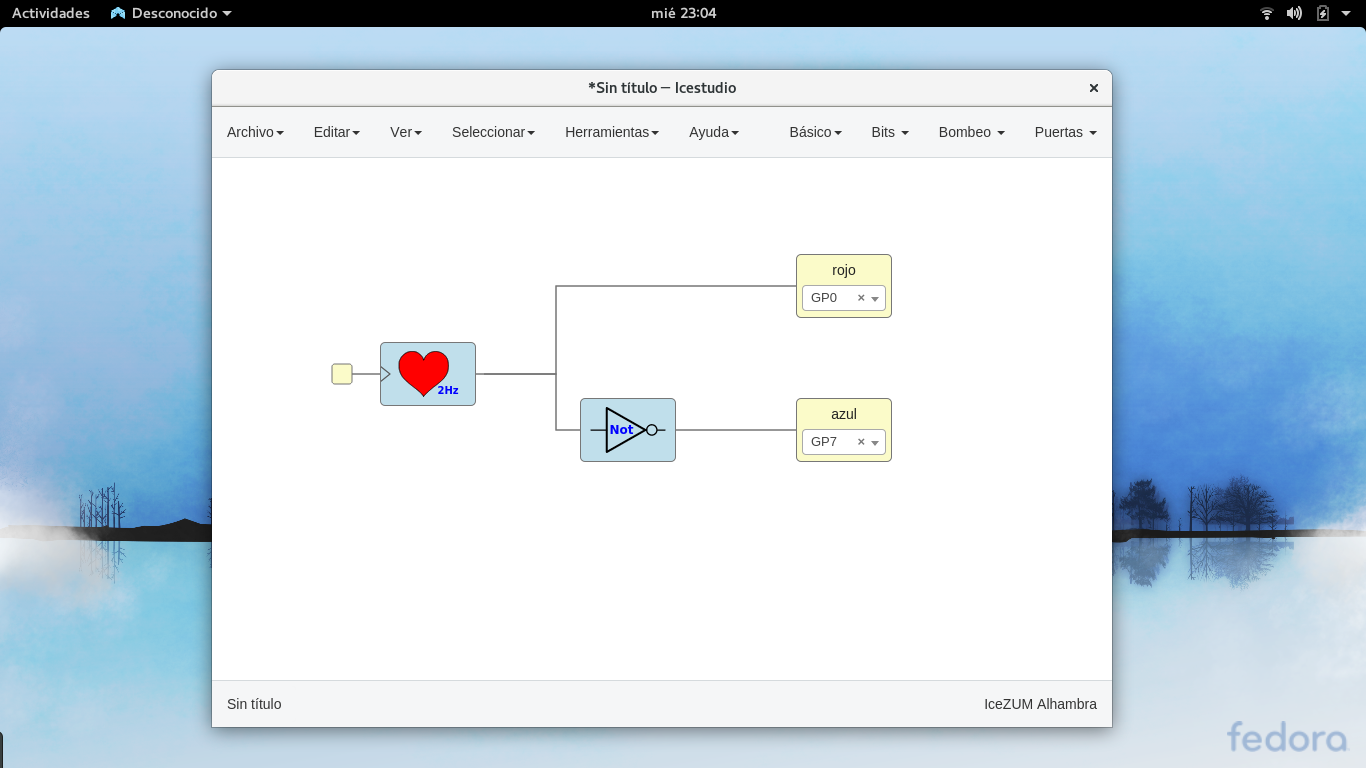 Actividades Desconocido mié 23:04
*Sin título — Icestudio ×
Archivo Editar Ver Seleccionar Herramientas Ayuda Básico Bits Bombeo Puertas
rojo
GP0 ×
2Hz
azul
Not
GP7 ×
Sin título IceZUM Alhambra
fedora